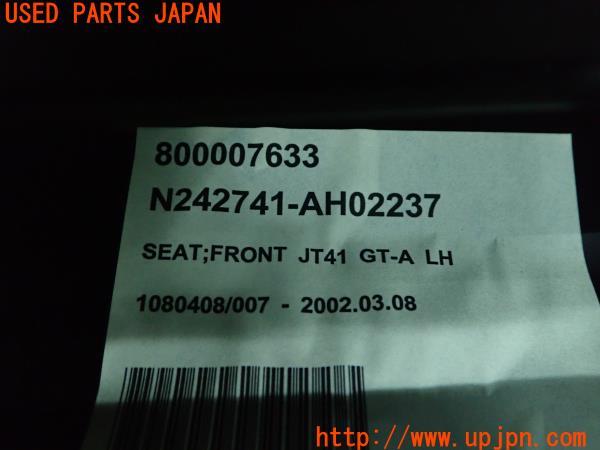 USED PARTS JAPAN
800007633
N242741-AH02237
SEAT;FRONT JT41 GT-A LH
1080408/007 - 2002.03.08
http://www.upjpn.com